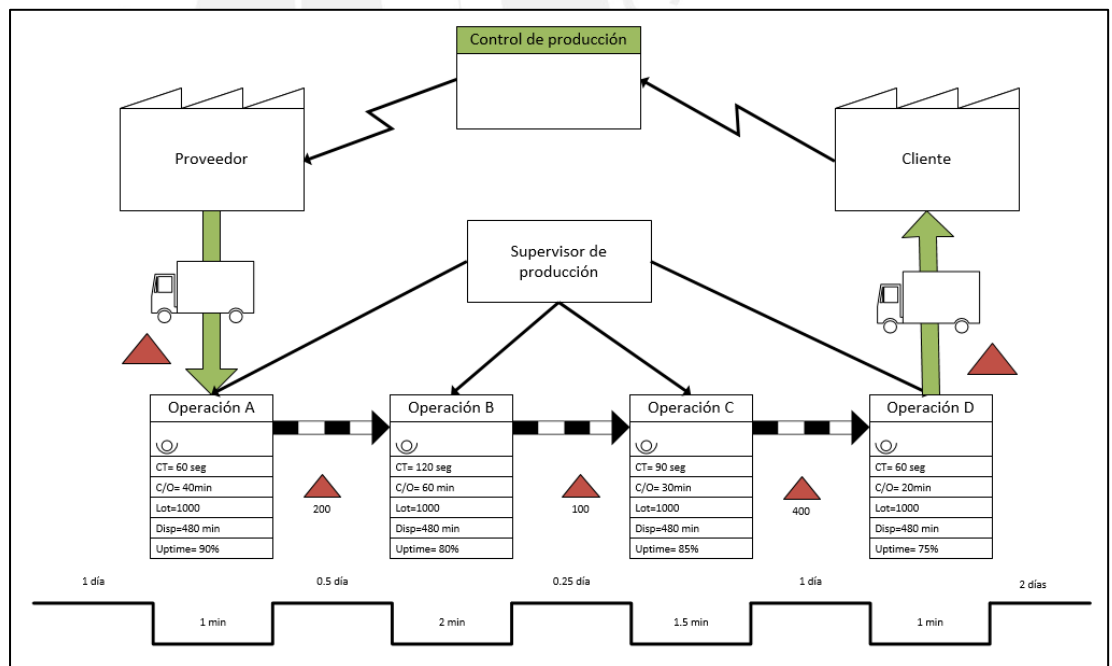 Control de producción
Proveedor
Cliente
Supervisor de
producción
Operación A
CT= 60 seg
C/O= 40min
Lot=1000
Disp=480 min
Uptime= 90%
200
Operación B
CT= 120 seg
C/O= 60 min
Lot=1000
Disp=480 min
Uptime= 80%
100
Operación C
CT= 90 seg
C/O= 30min
Lot=1000
Disp=480 min
Uptime= 85%
400
Operación D
CT= 60 seg
C/O= 20min
Lot=1000
Disp=480 min
Uptime= 75%
1 día
0.5 día
0.25 día
1 día
2 días
1 min
2 min
1.5 min
1 min